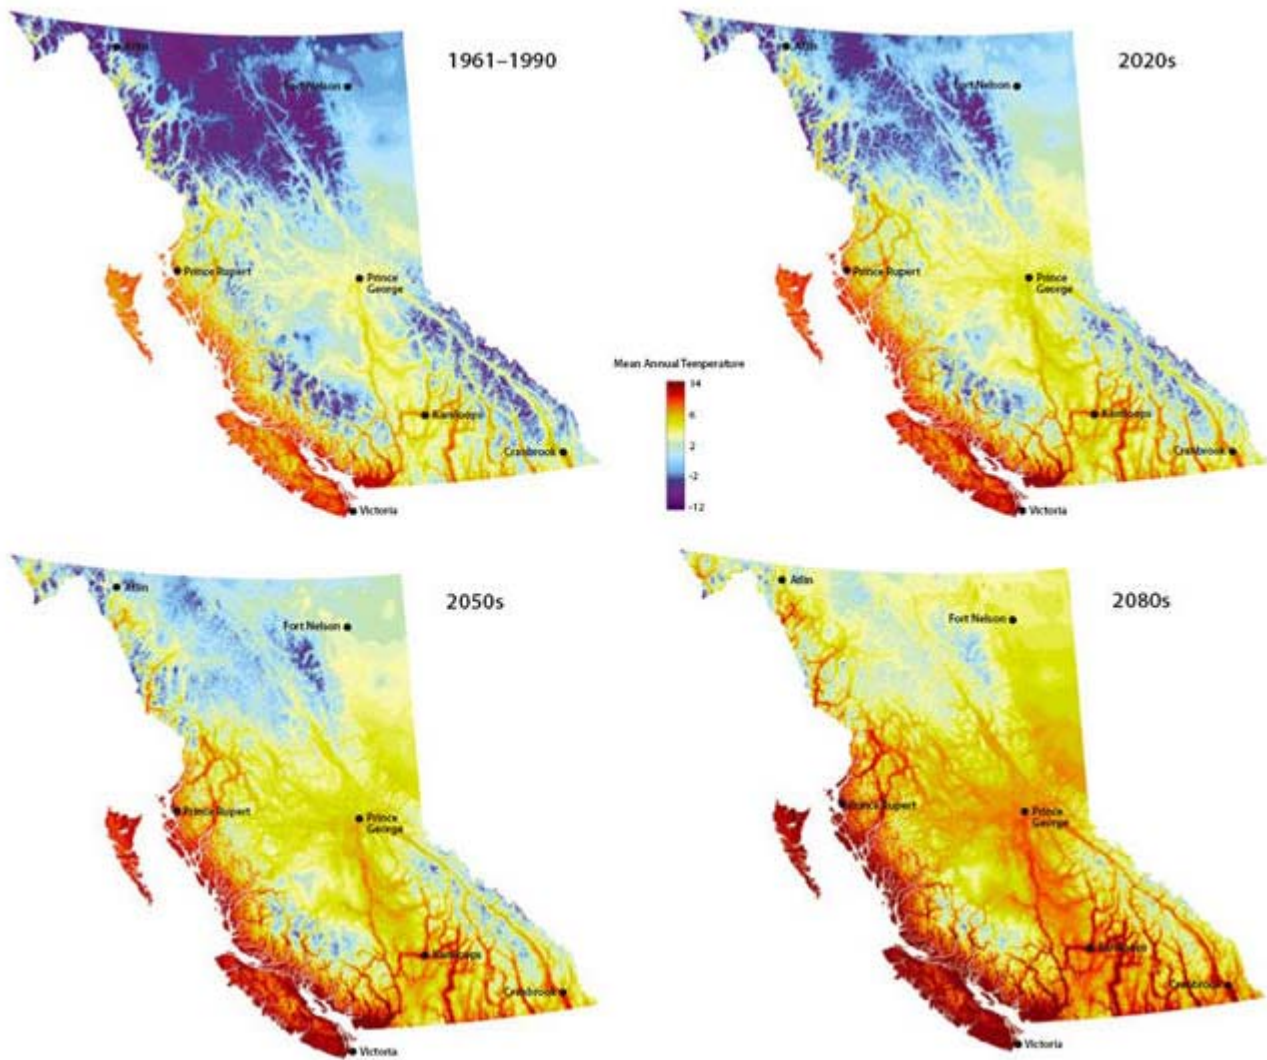 1961–1990
Atlin
Fort Nelson
Prince Rupert
Prince
George
Kamloops
Cranbrook
Victoria
2020s
Atlin
Fort Nelson
Prince Rupert
Prince
George
Kamloops
Cranbrook
Victoria
Mean Annual Temperature
14
6
2
-2
-12
2050s
Atlin
Fort Nelson
Prince Rupert
Prince
George
Kamloops
Cranbrook
Victoria
2080s
Atlin
Fort Nelson
Prince Rupert
Prince
George
Kamloops
Cranbrook
Victoria